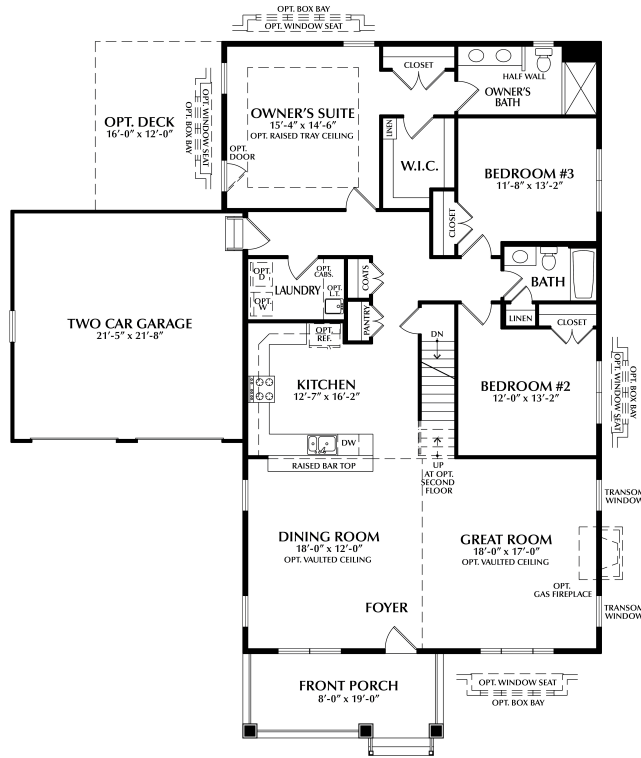 OPT. BOX BAY
OPT. WINDOW SEAT
CLOSET
HALF WALL
OWNER'S
BATH
OWNER'S SUITE
15'-4" x 14'-6"
OPT. RAISED TRAY CEILING
OPT. DECK
16'-0" x 12'-0"
OPT. WINDOW SEAT
OPT. BOX BAY
OPT.
DOOR
LINEN
W.I.C.
BEDROOM #3
11'-8" x 13'-2"
CLOSET
OPT.
D
OPT.
CABS.
LAUNDRY
OPT.
W
OPT.
L.T.
COATS
BATH
LINEN
CLOSET
TWO CAR GARAGE
21'-5" x 21'-8"
OPT.
REF.
PANTRY
DN
KITCHEN
12'-7" x 16'-2"
BEDROOM #2
12'-0" x 13'-2"
OPT. WINDOW SEAT
OPT. BOX BAY
DW
RAISED BAR TOP
UP
AT OPT.
SECOND
FLOOR
TRANSOM
WINDOW
DINING ROOM
18'-0" x 12'-0"
OPT. VAULTED CEILING
GREAT ROOM
18'-0" x 17'-0"
OPT. VAULTED CEILING
OPT.
GAS FIREPLACE
FOYER
TRANSOM
WINDOW
FRONT PORCH
8'-0" x 19'-0"
OPT. WINDOW SEAT
OPT. BOX BAY